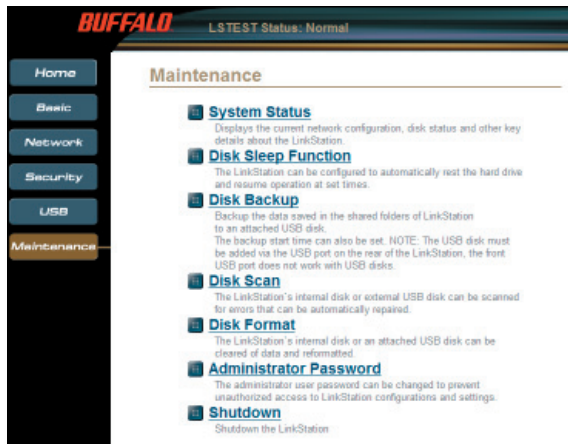 BUFFALO
LSTEST Status: Normal
Home
Basic
Network
Security
USB
Maintenance
Maintenance
System Status
Displays the current network configuration, disk status and other key
details about the LinkStation.
Disk Sleep Function
The LinkStation can be configured to automatically rest the hard drive
and resume operation at set times.
Disk Backup
Backup the data saved in the shared folders of LinkStation
to an attached USB disk.
The backup start time can also be set. NOTE: The USB disk must
be added via the USB port on the rear of the LinkStation, the front
USB port does not work with USB disks.
Disk Scan
The LinkStation's internal disk or external USB disk can be scanned
for errors that can be automatically repaired.
Disk Format
The LinkStation's internal disk or an attached USB disk can be
cleared of data and reformatted.
Administrator Password
The administrator user password can be changed to prevent
unauthorized access to LinkStation configurations and settings.
Shutdown
Shutdown the LinkStation